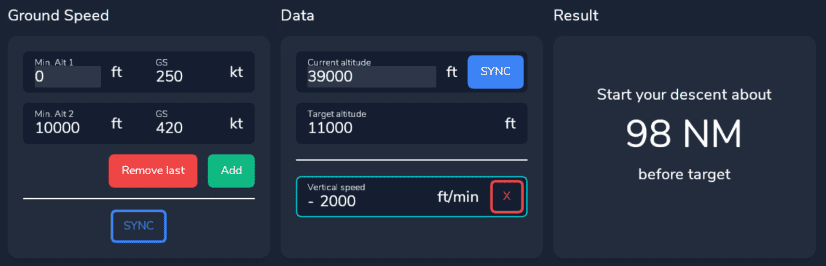 Ground Speed
Min. Alt 1
0 ft
GS
250 kt
Min. Alt 2
10000 ft
GS
420 kt
Remove last Add
SYNC
Data
Current altitude
39000 ft SYNC
Target altitude
11000 ft
Vertical speed
- 2000 ft/min X
Result
Start your descent about
98 NM
before target